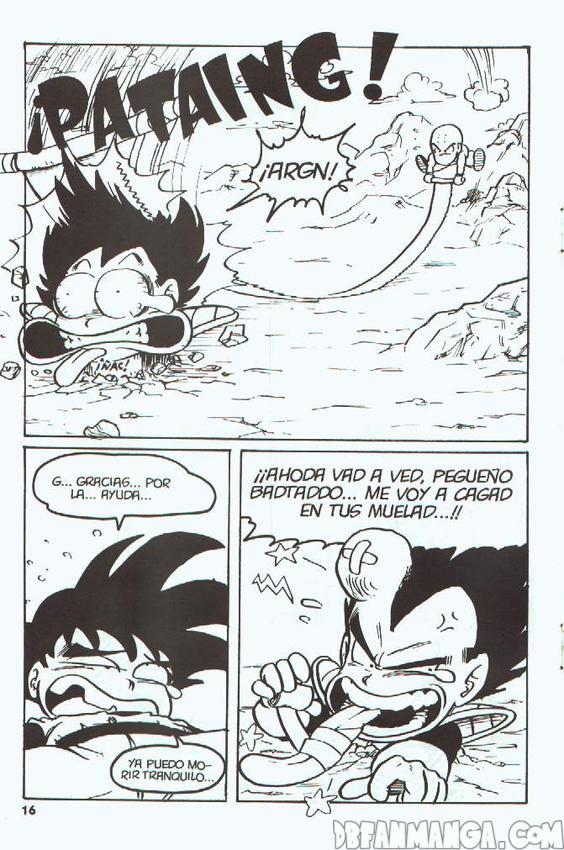 ¡PATAING!
¡ARGN!
¡ÑAC!
G... GRACIAS... POR
LA... AYUDA...
¡¡AHODA VAD A VED, PEGUEÑO
BADTADDO... ME VOY A CAGAD
EN TUS MUELAD...!!
YA PUEDO MO-
RIR TRANQUILO...
16
DBFANMANGA.COM